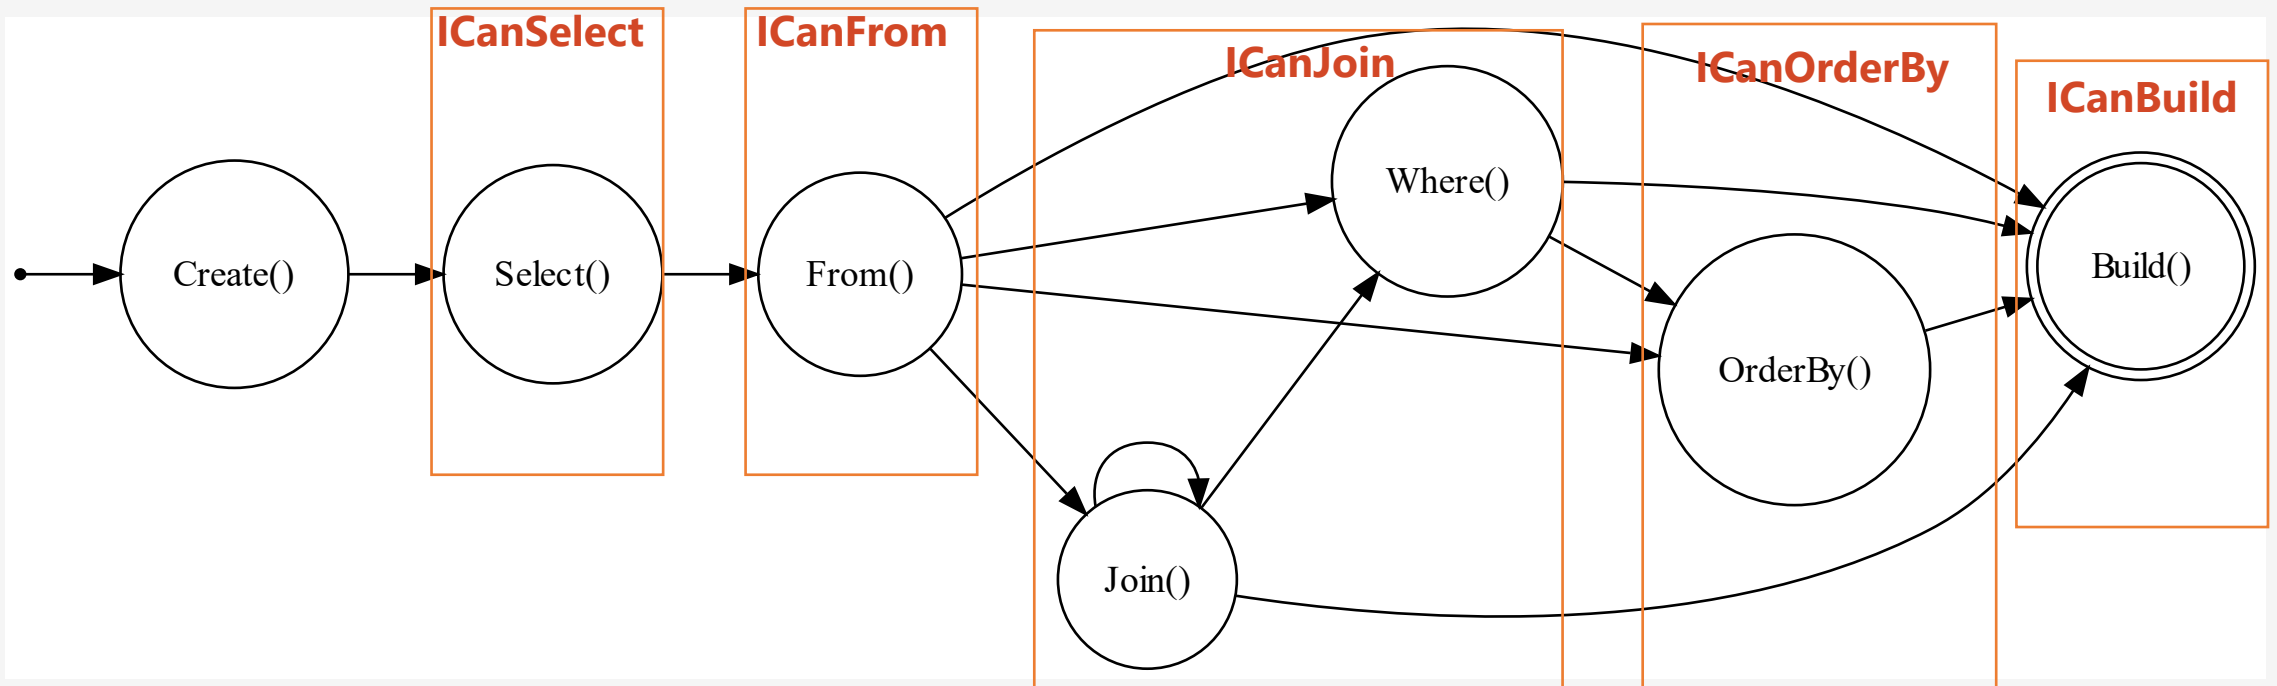 ICanSelect
ICanFrom
ICanJoin
ICanOrderBy
ICanBuild
Create()
Select()
From()
Where()
Join()
OrderBy()
Build()